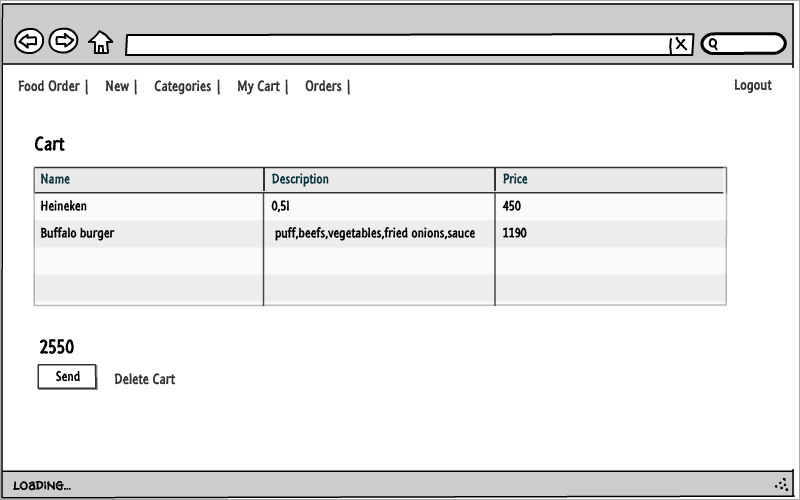 Food Order | New | Categories | My Cart | Orders | Logout
Cart
Name Description Price
Heineken 0,5l 450
Buffalo burger puff,beefs,vegetables,fried onions,sauce 1190
2550
Send Delete Cart
LOADING...